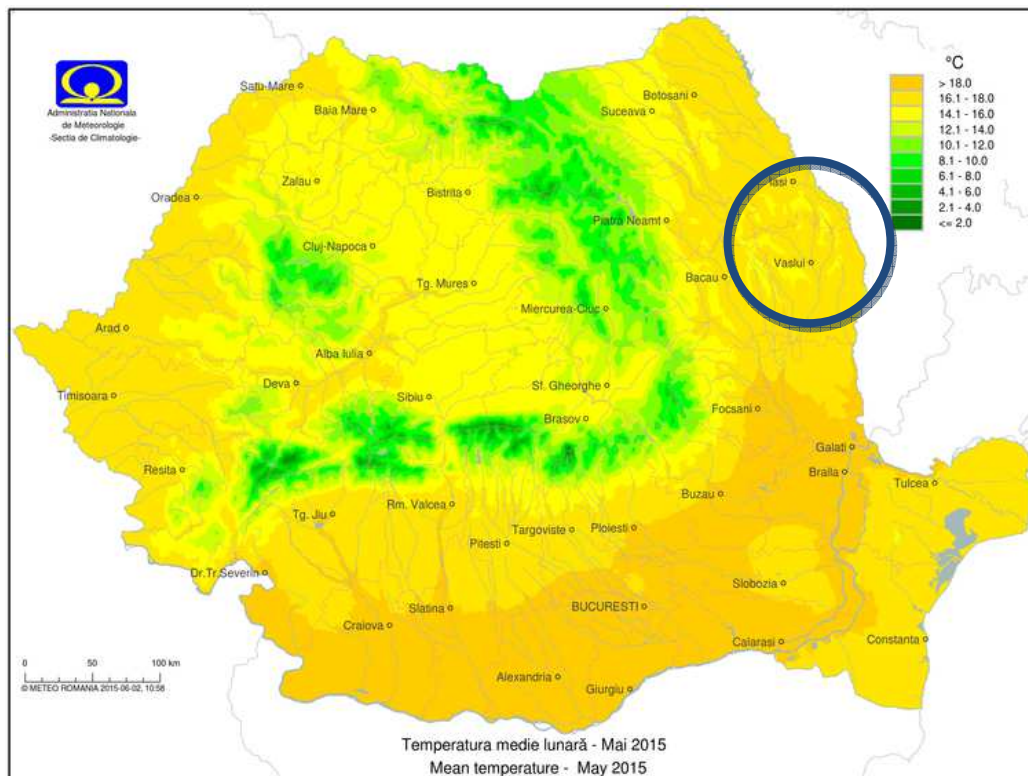 Administratia Nationala
de Meteorologie
-Sectia de Climatologie-
°C
> 18.0
16.1 - 18.0
14.1 - 16.0
12.1 - 14.0
10.1 - 12.0
8.1 - 10.0
6.1 - 8.0
4.1 - 6.0
2.1 - 4.0
<= 2.0
Satu-Mare
Botosani
Baia Mare
Suceava
Zalau
Iasi
Oradea
Bistrita
Piatra Neamt
Cluj-Napoca
Vaslui
Bacau
Tg. Mures
Miercurea-Ciuc
Arad
Alba Iulia
Deva
Sf. Gheorghe
Timisoara
Sibiu
Focsani
Brasov
Galati
Resita
Braila
Tulcea
Buzau
Rm. Valcea
Tg. Jiu
Targoviste
Ploiesti
Pitesti
Dr.Tr.Severin
Slobozia
Slatina
BUCURESTI
Craiova
Calarasi
Constanta
0 50 100 km
© METEO ROMANIA 2015-06-02, 10:58
Alexandria
Giurgiu
Temperatura medie lunară - Mai 2015
Mean temperature - May 2015